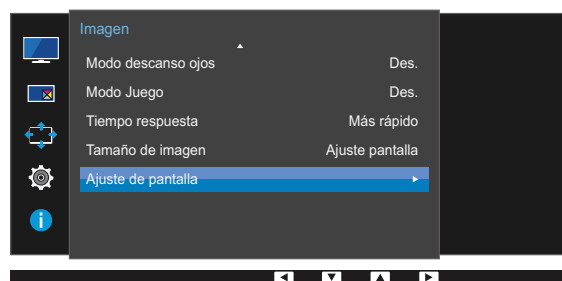 Imagen
Modo descanso ojos Des.
Modo Juego Des.
Tiempo respuesta Más rápido
Tamaño de imagen Ajuste pantalla
Ajuste de pantalla